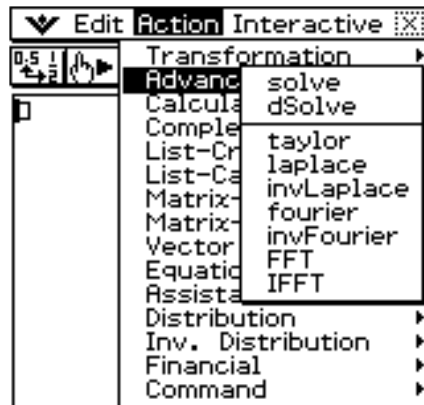 Edit Action Interactive
0.5 1 2
Transformation
Advanc
Calcula
Comple
List-Cr
List-Ca
Matrix-
Matrix-
Vector
Equatio
Assista
Distribution
Inv. Distribution
Financial
Command
solve
dSolve
taylor
laplace
invLaplace
fourier
invFourier
FFT
IFFT